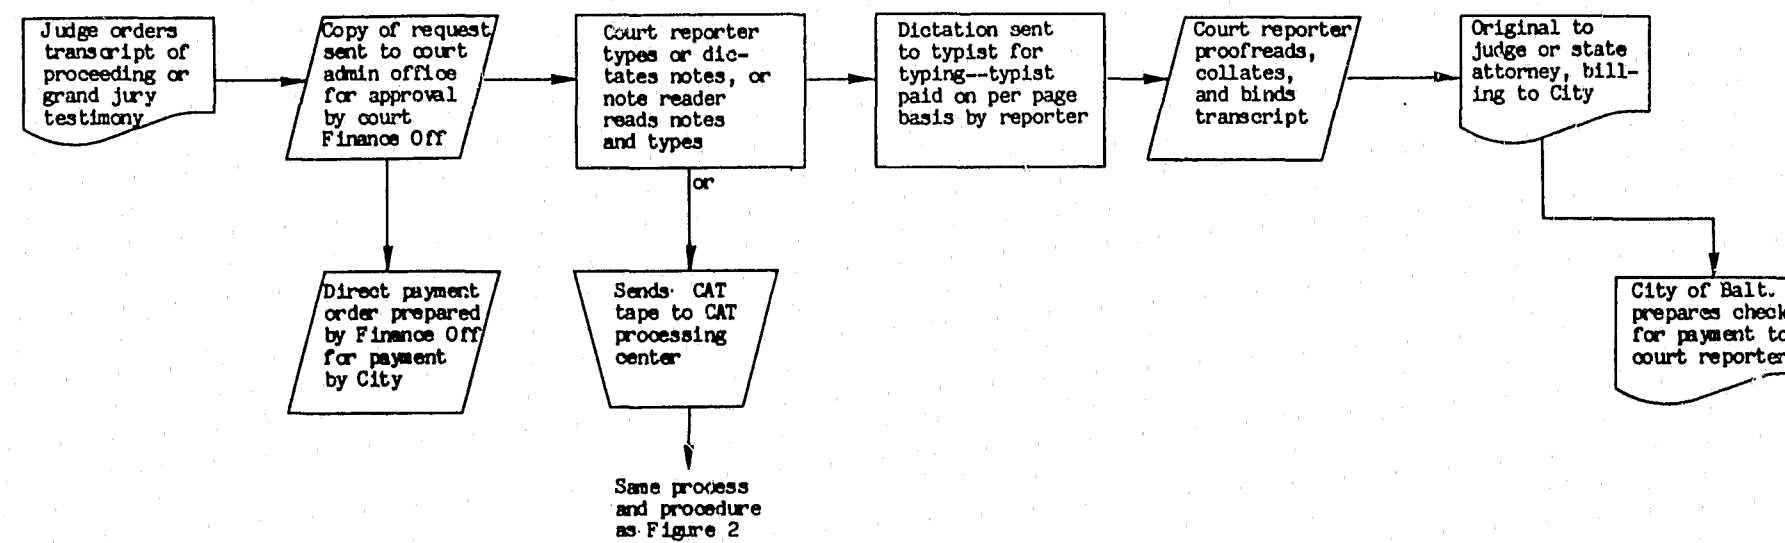 Judge orders
transcript of
proceeding or
grand jury
testimony
Copy of request
sent to court
admin office
for approval
by court
Finance Off
Court reporter
types or dic-
tates notes, or
note reader
reads notes
and types
Dictation sent
to typist for
typing--typist
paid on per page
basis by reporter
Court reporter
proofreads,
collates,
and binds
transcript
Original to
judge or state
attorney, bill-
ing to City
or
Direct payment
order prepared
by Finance Off
for payment
by City
Sends CAT
tape to CAT
processing
center
City of Balt.
prepares check
for payment to
court reporter
Same process
and procedure
as Figure 2